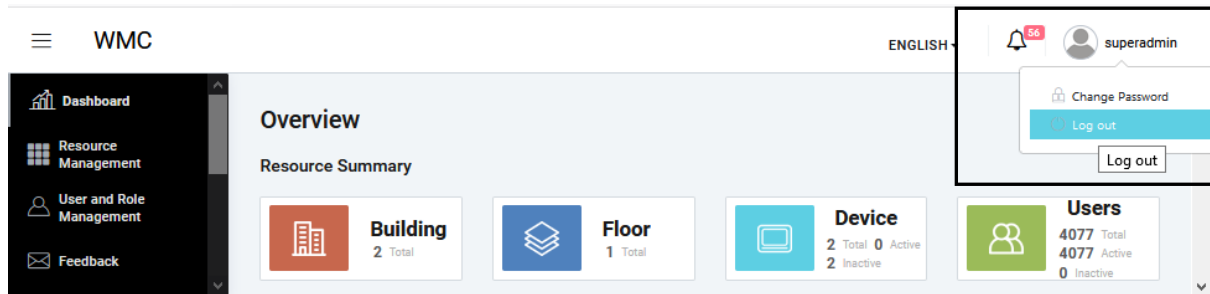 WMC
ENGLISH
56
superadmin
Change Password
Log out
Log out
Dashboard
Resource
Management
User and Role
Management
Feedback
Overview
Resource Summary
Building
2 Total
Floor
1 Total
Device
2 Total 0 Active
2 Inactive
Users
4077 Total
4077 Active
0 Inactive